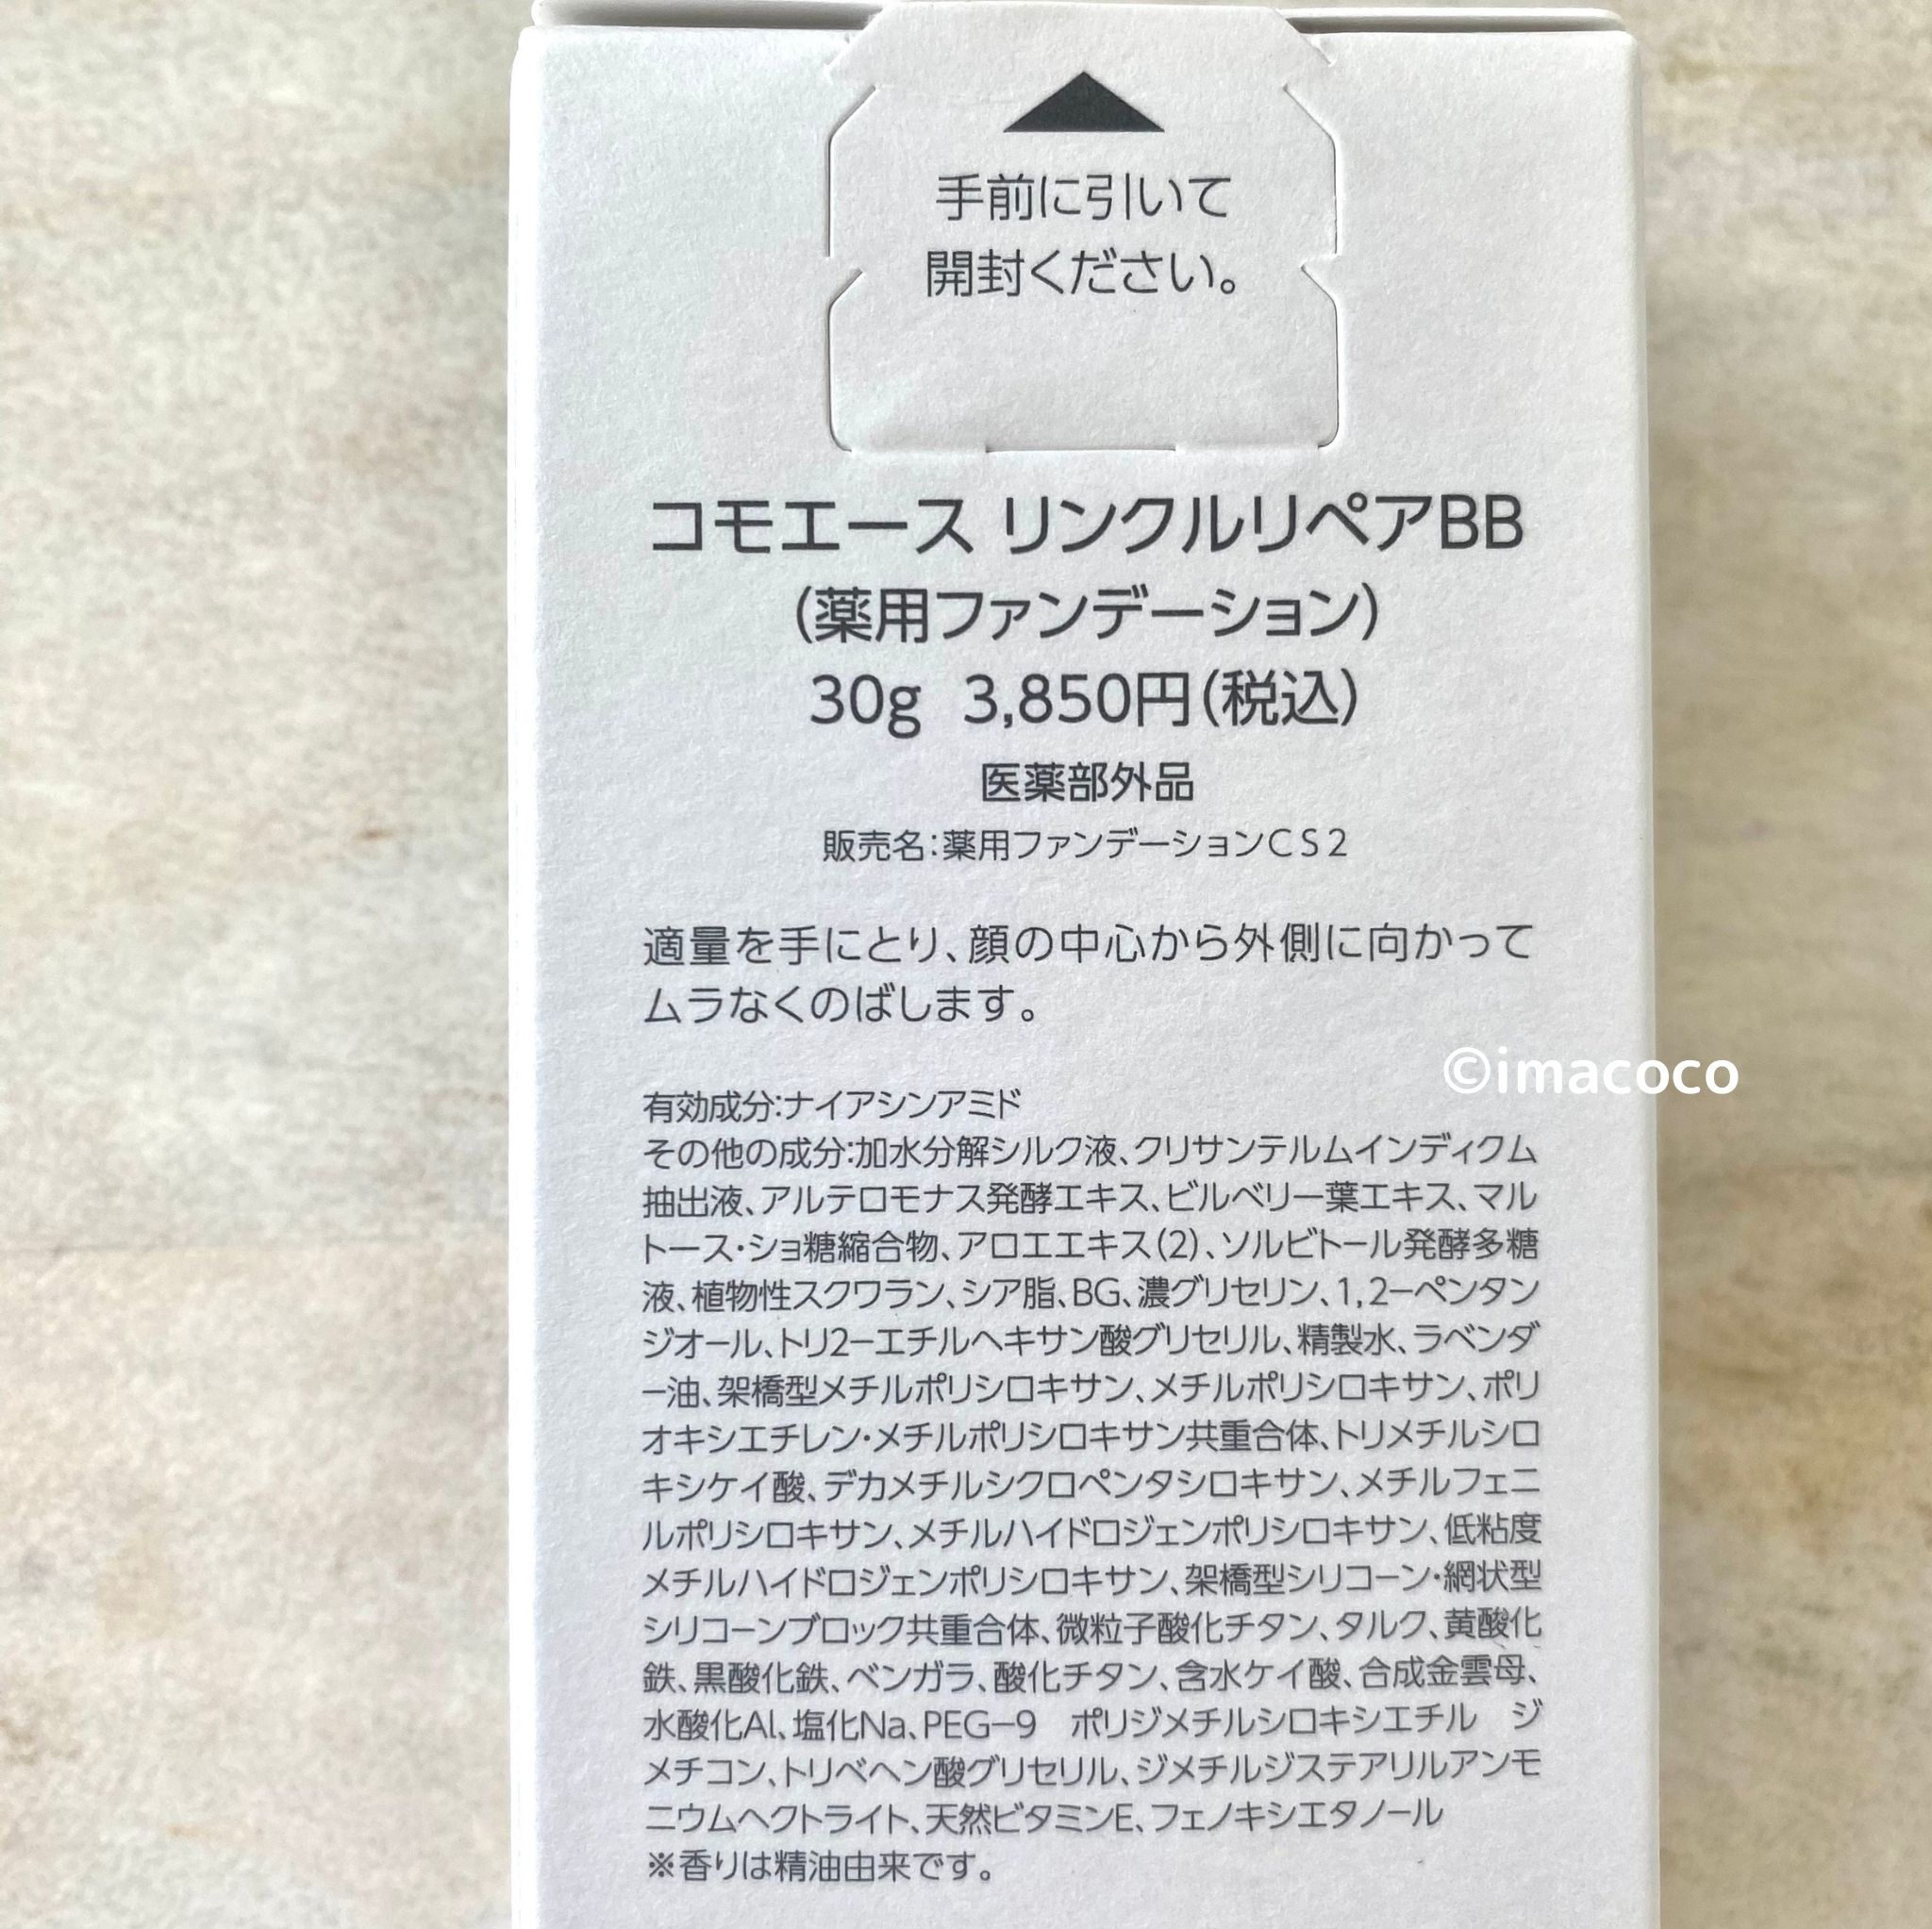 手前に引いて
開封ください。
コモエース リンクルリペアBB
(薬用ファンデーション)
30g 3,850円(税込)
医薬部外品
販売名:薬用ファンデーションCS2
適量を手にとり、顔の中心から外側に向かって
ムラなくのばします。
©imacoco
有効成分:ナイアシンアミド
その他の成分:加水分解シルク液、クリサンテルムインディクム
抽出液、アルテロモナス発酵エキス、ビルベリー葉エキス、マル
トース・ショ糖縮合物、アロエエキス(2)、ソルビトール発酵多糖
液、植物性スクワラン、シア脂、BG、濃グリセリン、1,2−ペンタン
ジオール、トリ2−エチルヘキサン酸グリセリル、精製水、ラベンダ
ー油、架橋型メチルポリシロキサン、メチルポリシロキサン、ポリ
オキシエチレン・メチルポリシロキサン共重合体、トリメチルシロ
キシケイ酸、デカメチルシクロペンタシロキサン、メチルフェニ
ルポリシロキサン、メチルハイドロジェンポリシロキサン、低粘度
メチルハイドロジェンポリシロキサン、架橋型シリコーン・網状型
シリコーンブロック共重合体、微粒子酸化チタン、タルク、黄酸化
鉄、黒酸化鉄、ベンガラ、酸化チタン、含水ケイ酸、合成金雲母、
水酸化Al、塩化Na、PEG−9　ポリジメチルシロキシエチル　ジ
メチコン、トリベヘン酸グリセリル、ジメチルジステアリルアンモ
ニウムヘクトライト、天然ビタミンE、フェノキシエタノール
※香りは精油由来です。